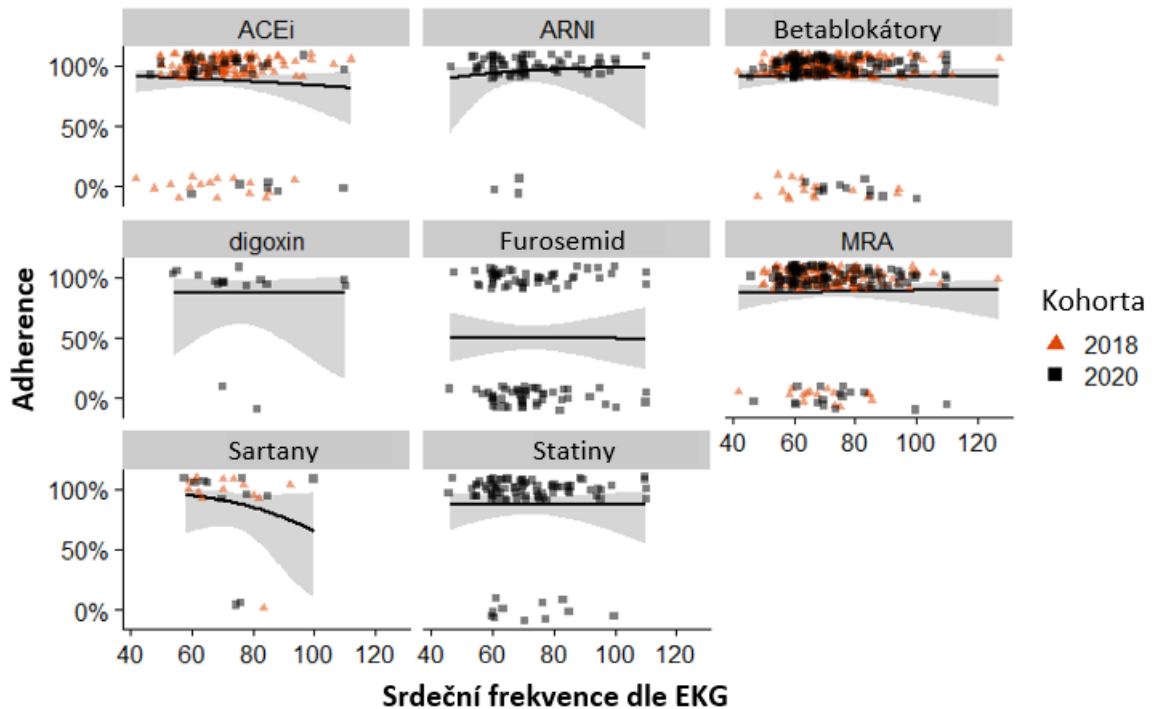 ACEi
ARNI
Betablokátory
100%
50%
0%
digoxin
Furosemid
MRA
100%
50%
0%
40 60 80 100 120
Sartany
Statiny
100%
50%
0%
40 60 80 100 120
40 60 80 100 120
Adherence
Srdeční frekvence dle EKG
Kohorta
2018
2020